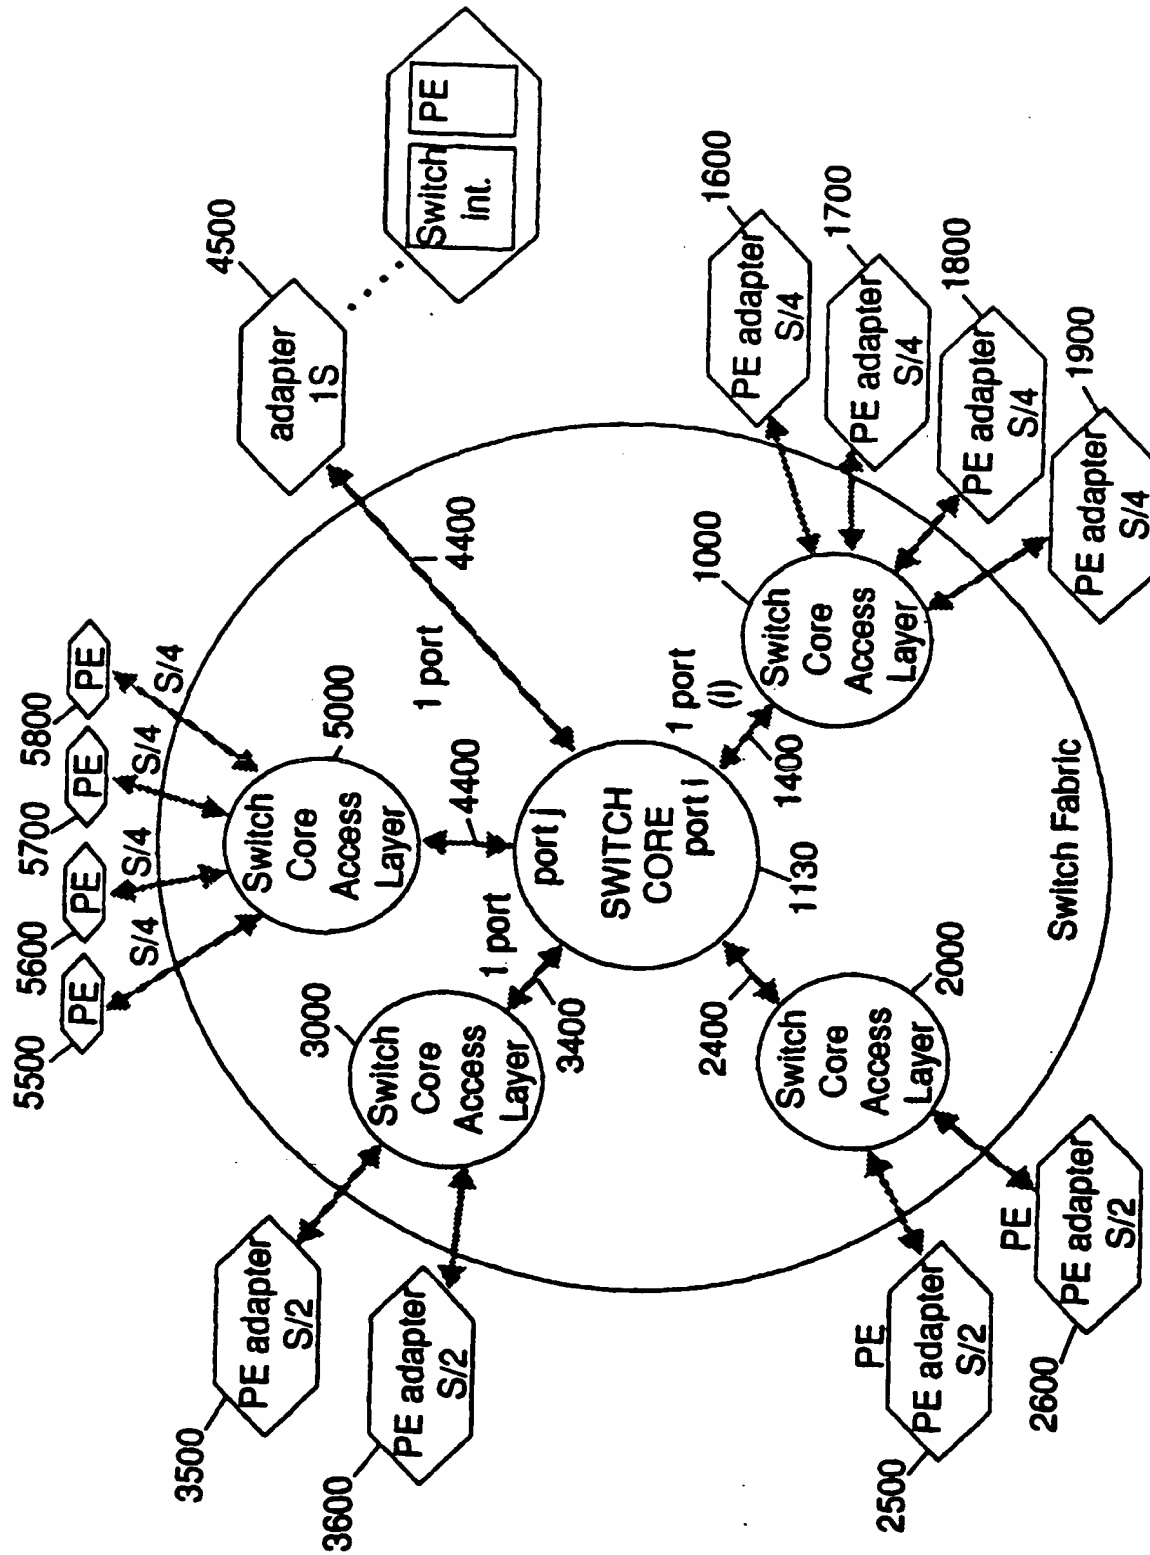 5500
PE
5600
PE
5700
PE
5800
PE
S/4
S/4
S/4
S/4
Switch
Core
Access
Layer
5000
4400
1 port
4400
adapter
1S
4500
Switch
int.
PE
3500
PE adapter
S/2
3600
PE adapter
S/2
3000
Switch
Core
Access
Layer
1 port
3400
port j
SWITCH
CORE
port i
1130
1 port
(i)
1400
1000
Switch
Core
Access
Layer
PE adapter
S/4
1600
PE adapter
S/4
1700
PE adapter
S/4
1800
PE adapter
S/4
1900
2400
2000
Switch
Core
Access
Layer
PE
PE adapter
S/2
2500
PE
PE adapter
S/2
2600
Switch Fabric